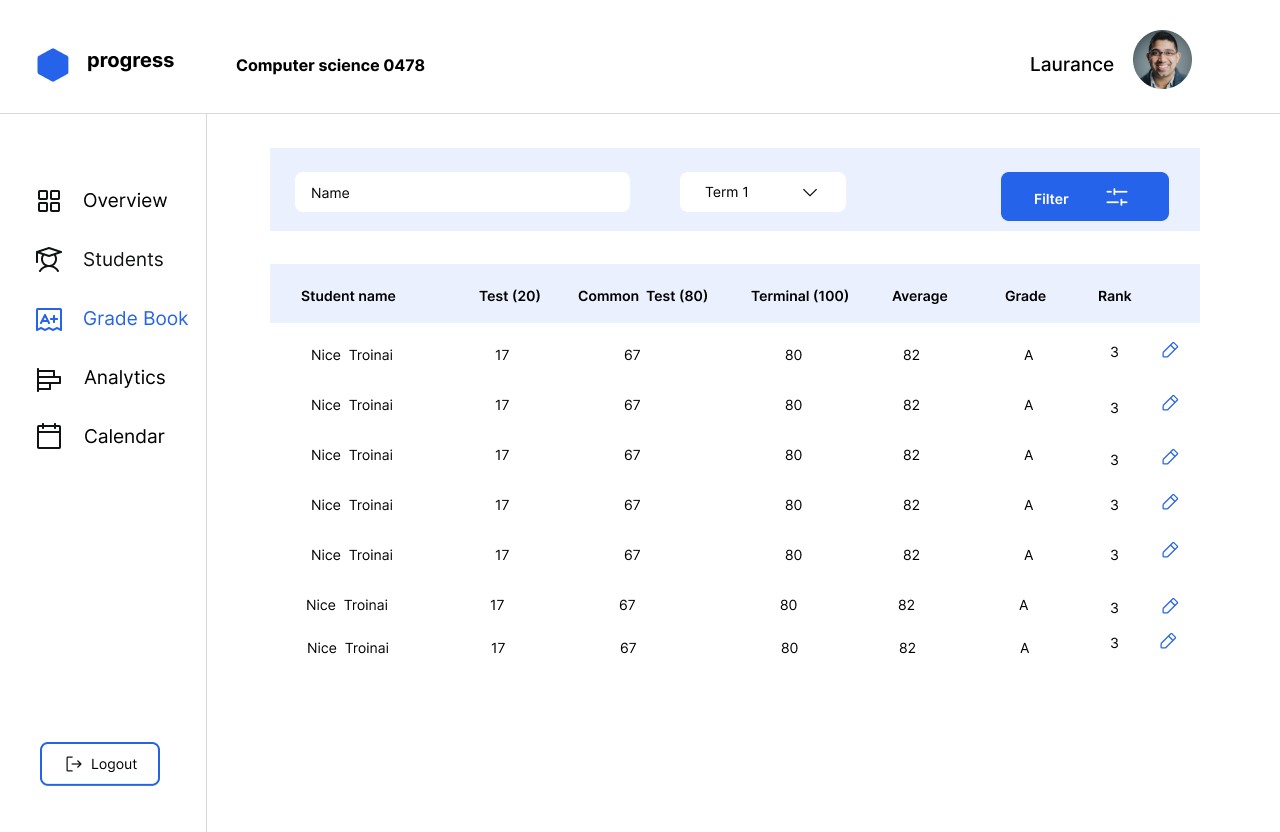 progress
Computer science 0478
Laurance
Overview
Students
A+ Grade Book
Analytics
Calendar
Logout
Name
Term 1
Filter
Student name Test (20) Common Test (80) Terminal (100) Average Grade Rank
Nice Troinai 17 67 80 82 A 3
Nice Troinai 17 67 80 82 A 3
Nice Troinai 17 67 80 82 A 3
Nice Troinai 17 67 80 82 A 3
Nice Troinai 17 67 80 82 A 3
Nice Troinai 17 67 80 82 A 3
Nice Troinai 17 67 80 82 A 3